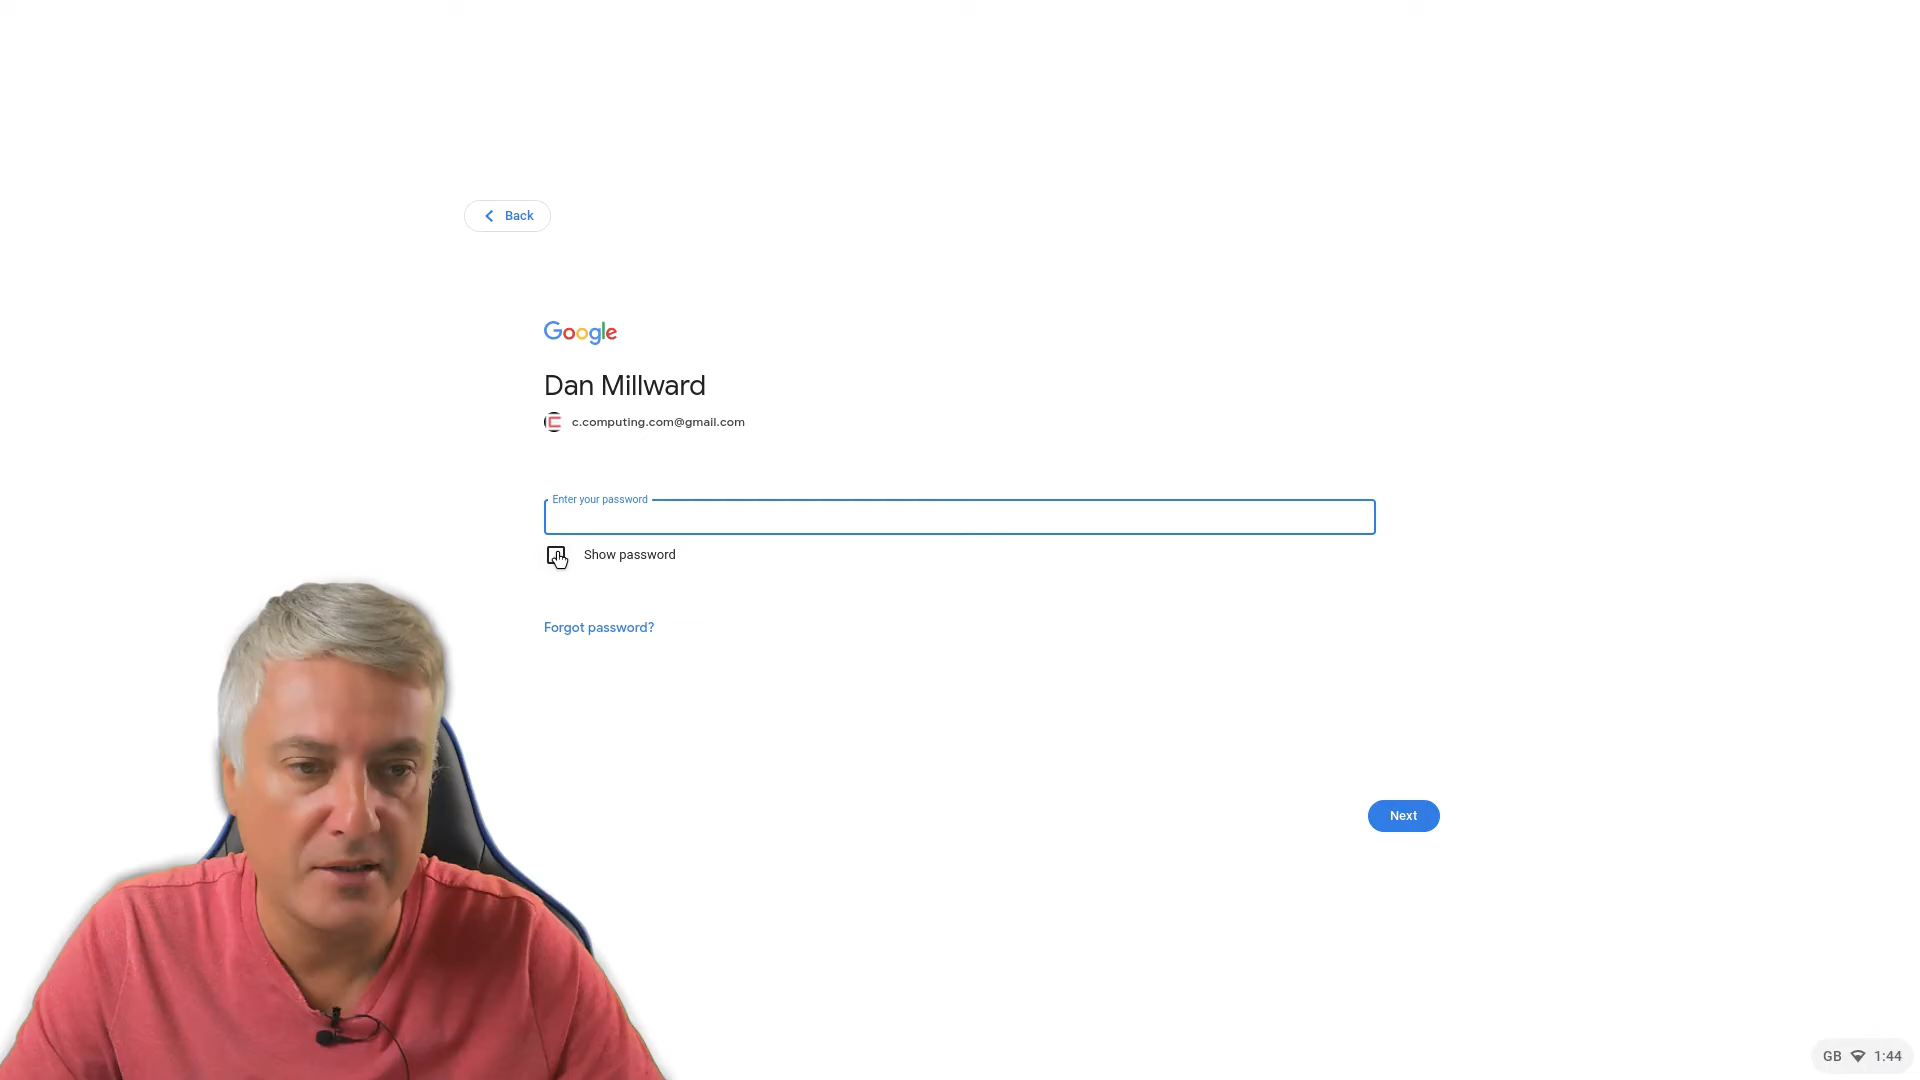 Back
Google
Dan Millward
c.computing.com@gmail.com
Enter your password
Show password
Forgot password?
Next
GB 1:44